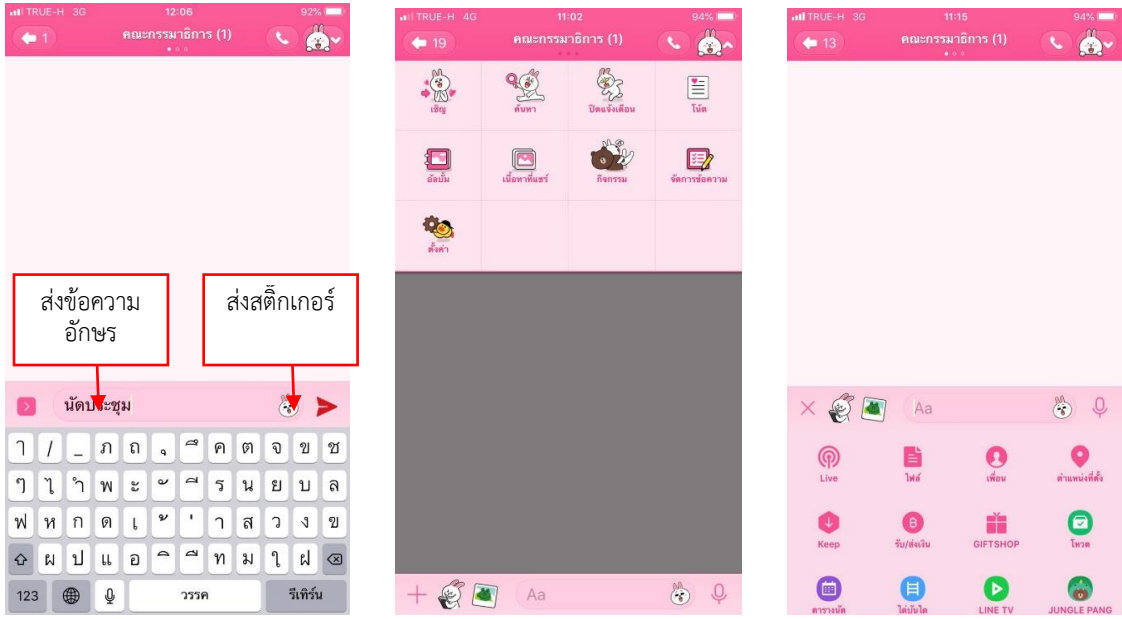 TRUE-H 3G 12:06 92%
1 คณะกรรมาธิการ (1)
ส่งข้อความ
อักษร
ส่งสติ๊กเกอร์
นัดประชุม
ๅ / _ ภ ถ ุ ึ ค ต จ ข ช
ๆ ไ ำ พ ะ ั ี ร น ย บ ล
ฟ ห ก ด เ ้ ่ า ส ว ง ฃ
ผ ป แ อ ิ ื ท ม ใ ฝ
123 วรรค รีเทิร์น
TRUE-H 4G 11:02 94%
19 คณะกรรมาธิการ (1)
เชิญ ค้นหา ปิดแจ้งเตือน โน้ต
อัลบั้ม เนื้อหาที่แชร์ กิจกรรม จัดการข้อความ
ตั้งค่า
Aa
TRUE-H 3G 11:15 94%
13 คณะกรรมาธิการ (1)
Aa
Live ไฟล์ เพื่อน ตำแหน่งที่ตั้ง
Keep รับ/ส่งเงิน GIFTSHOP โหวต
ตารางนัด ไต่บันได LINE TV JUNGLE PANG